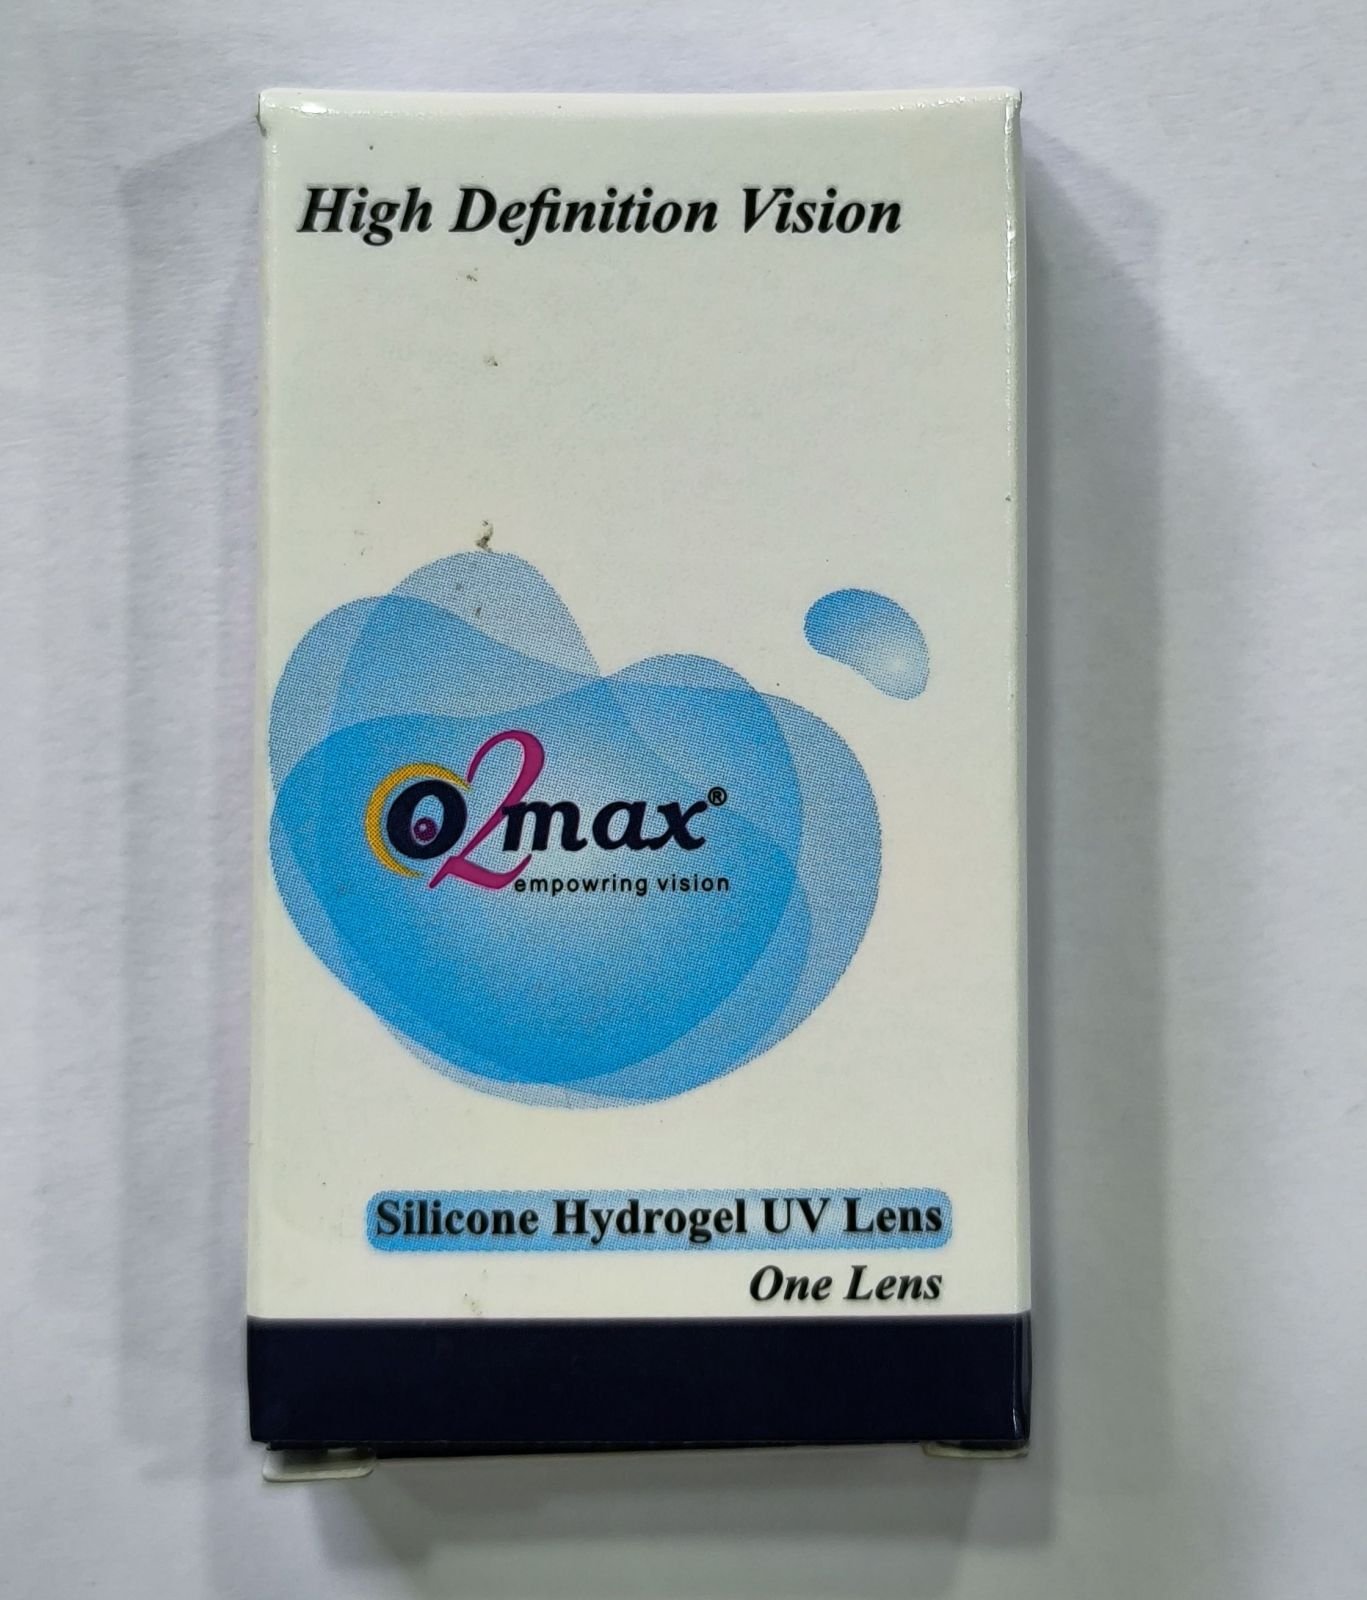 High Definition Vision
O2max®
empowring vision
Silicone Hydrogel UV Lens
One Lens